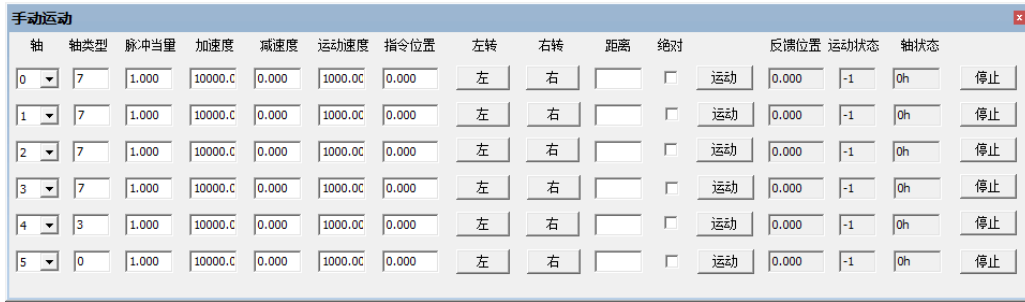 手动运动
轴 轴类型 脉冲当量 加速度 减速度 运动速度 指令位置 左转 右转 距离 绝对 反馈位置 运动状态 轴状态
0 7 1.000 10000.0 0.000 1000.00 0.000 左 右 运动 0.000 -1 0h 停止
1 7 1.000 10000.0 0.000 1000.00 0.000 左 右 运动 0.000 -1 0h 停止
2 7 1.000 10000.0 0.000 1000.00 0.000 左 右 运动 0.000 -1 0h 停止
3 7 1.000 10000.0 0.000 1000.00 0.000 左 右 运动 0.000 -1 0h 停止
4 3 1.000 10000.0 0.000 1000.00 0.000 左 右 运动 0.000 -1 0h 停止
5 0 1.000 10000.0 0.000 1000.00 0.000 左 右 运动 0.000 -1 0h 停止